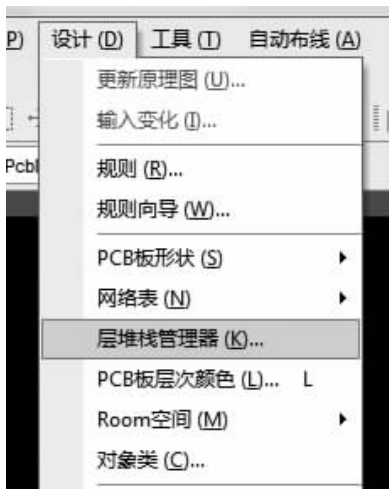 P) 设计 (D) 工具 (T) 自动布线 (A)
更新原理图 (U)...
输入变化 (I)...
Pcb
规则 (R)...
规则向导 (W)...
PCB板形状 (S)
网络表 (N)
层堆栈管理器 (K)...
PCB板层次颜色 (L)... L
Room空间 (M)
对象类 (C)...